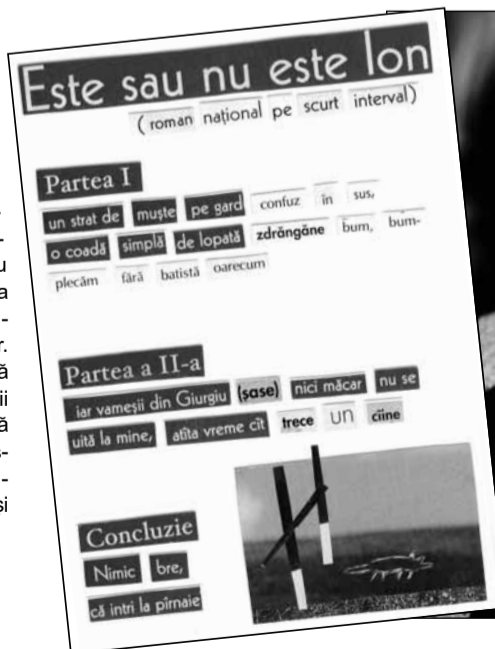 Este sau nu este Ion
( roman național pe scurt interval)
Partea I
un strat de muște pe gard confuz în sus,
o coadă simplă de lopată zdrăngăne bum, bum-
plecăm fără batistă oarecum
Partea a II-a
iar vameșii din Giurgiu (șase) nici măcar nu se
uită la mine, atîta vreme cît trece un cîine
Concluzie
Nimic bre,
că intri la pîrnaie